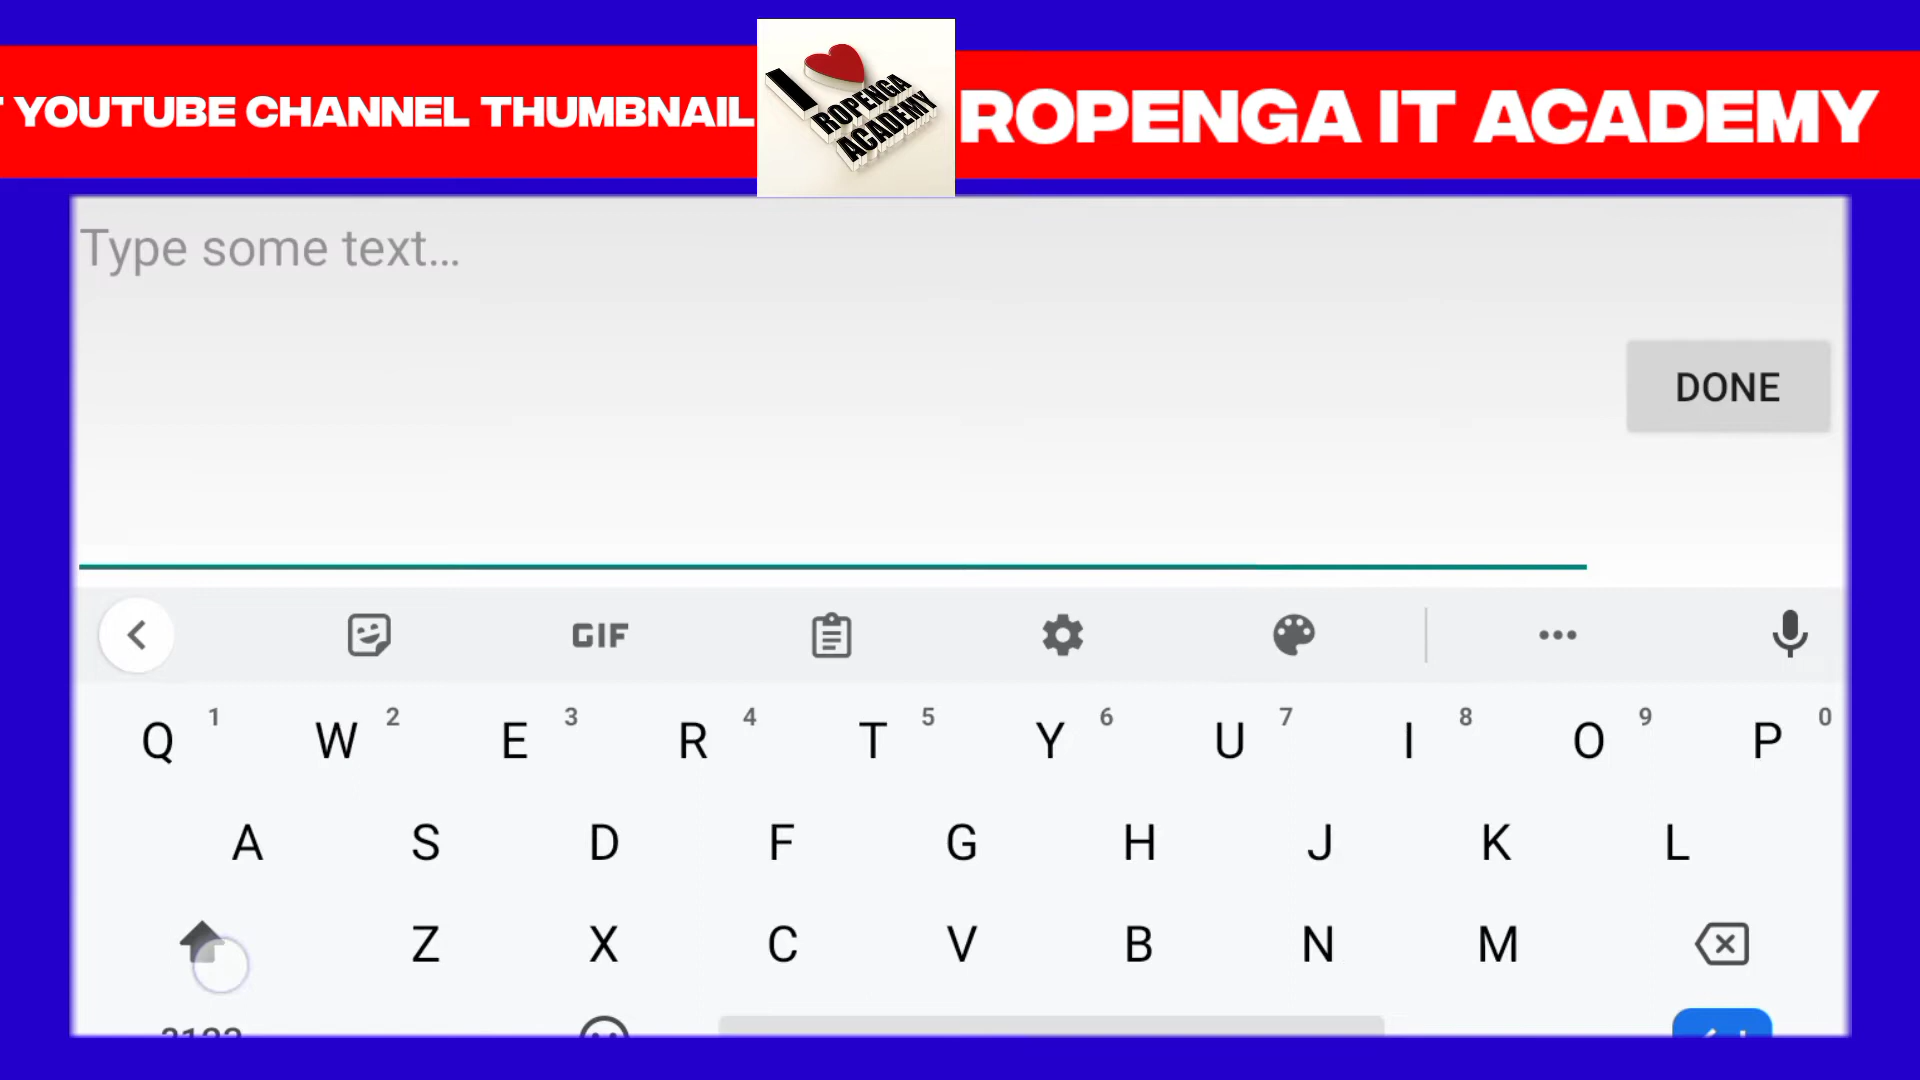 YOUTUBE CHANNEL THUMBNAIL
I
ROPENGA
ACADEMY
ROPENGA IT ACADEMY
Type some text...
DONE
GIF
Q 1 W 2 E 3 R 4 T 5 Y 6 U 7 I 8 O 9 P 0
A S D F G H J K L
Z X C V B N M